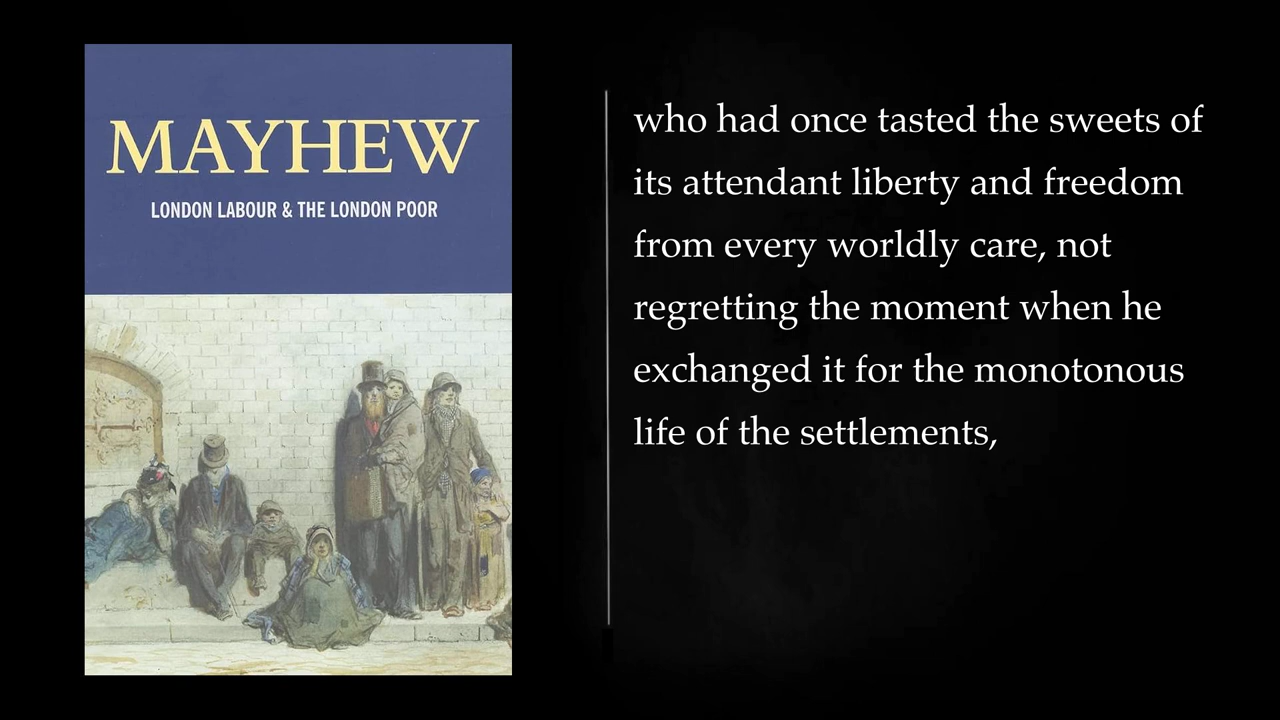 MAYHEW
LONDON LABOUR & THE LONDON POOR
who had once tasted the sweets of
its attendant liberty and freedom
from every worldly care, not
regretting the moment when he
exchanged it for the monotonous
life of the settlements,